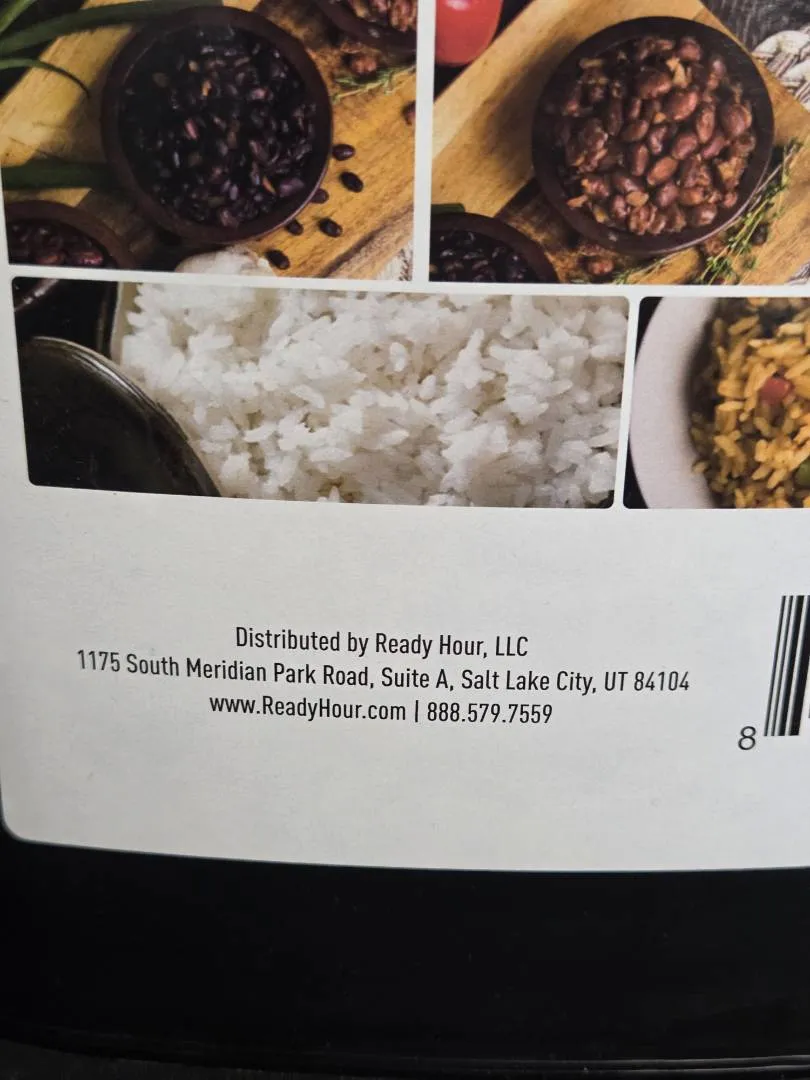 Distributed by Ready Hour, LLC
1175 South Meridian Park Road, Suite A, Salt Lake City, UT 84104
www.ReadyHour.com | 888.579.7559
8